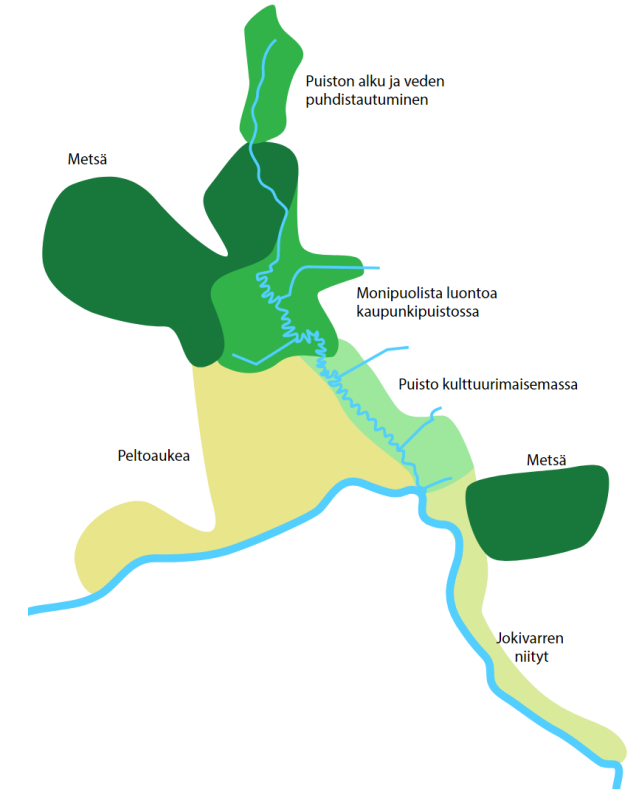 Puiston alku ja veden
puhdistautuminen
Metsä
Monipuolista luontoa
kaupunkipuistossa
Puisto kulttuurimaisemassa
Peltoaukea
Metsä
Jokivarren
niityt